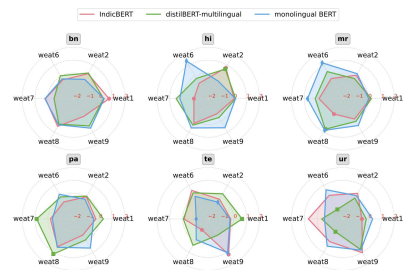 IndicBERT distilBERT-multilingual monolingual BERT
bn hi mr
weat6 weat2 weat6 weat2 weat6 weat2
weat7 weat1 weat7 weat1 weat7 weat1
weat8 weat9 weat8 weat9 weat8 weat9
pa te ur
weat6 weat2 weat6 weat2 weat6 weat2
weat7 weat1 weat7 weat1 weat7 weat1
weat8 weat9 weat8 weat9 weat8 weat9